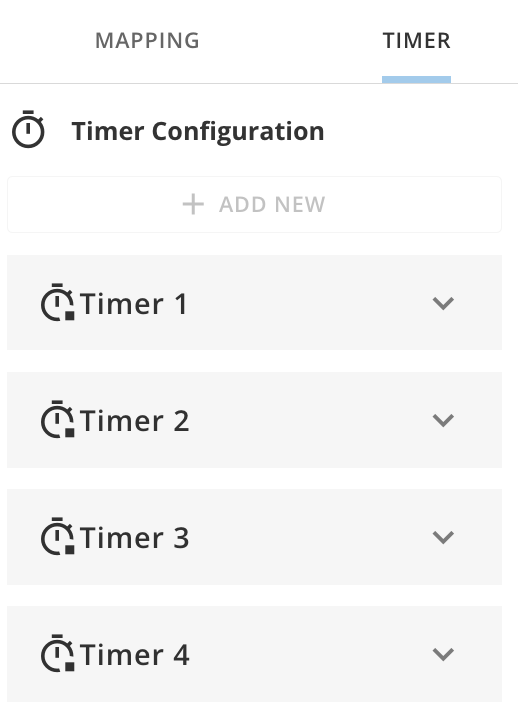 MAPPING TIMER
Timer Configuration
+ ADD NEW
Timer 1
Timer 2
Timer 3
Timer 4